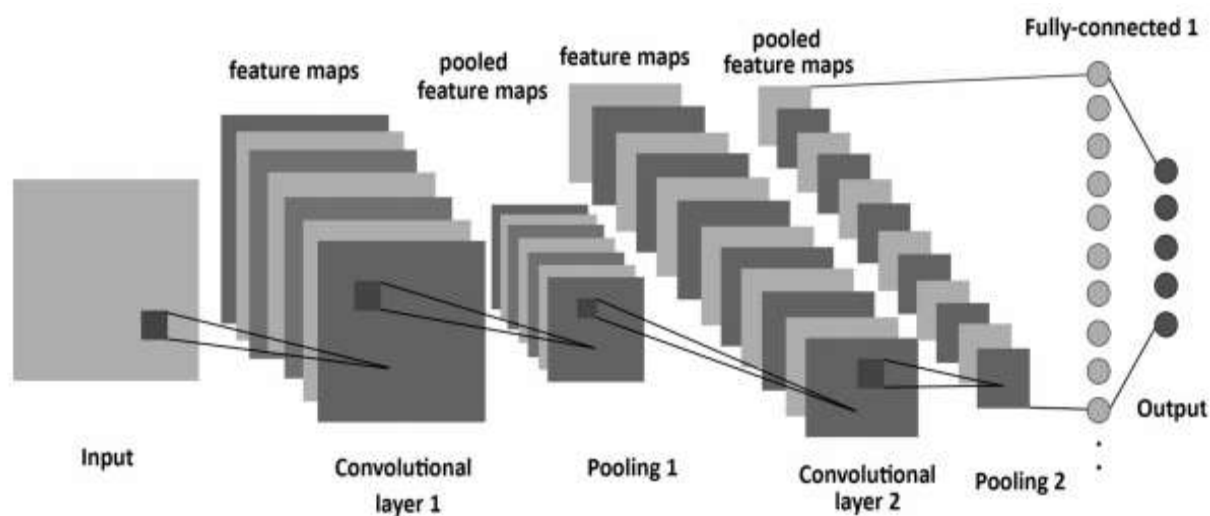 Fully-connected 1
feature maps
pooled
feature maps
feature maps
pooled
feature maps
Input
Convolutional
layer 1
Pooling 1
Convolutional
layer 2
Pooling 2
Output